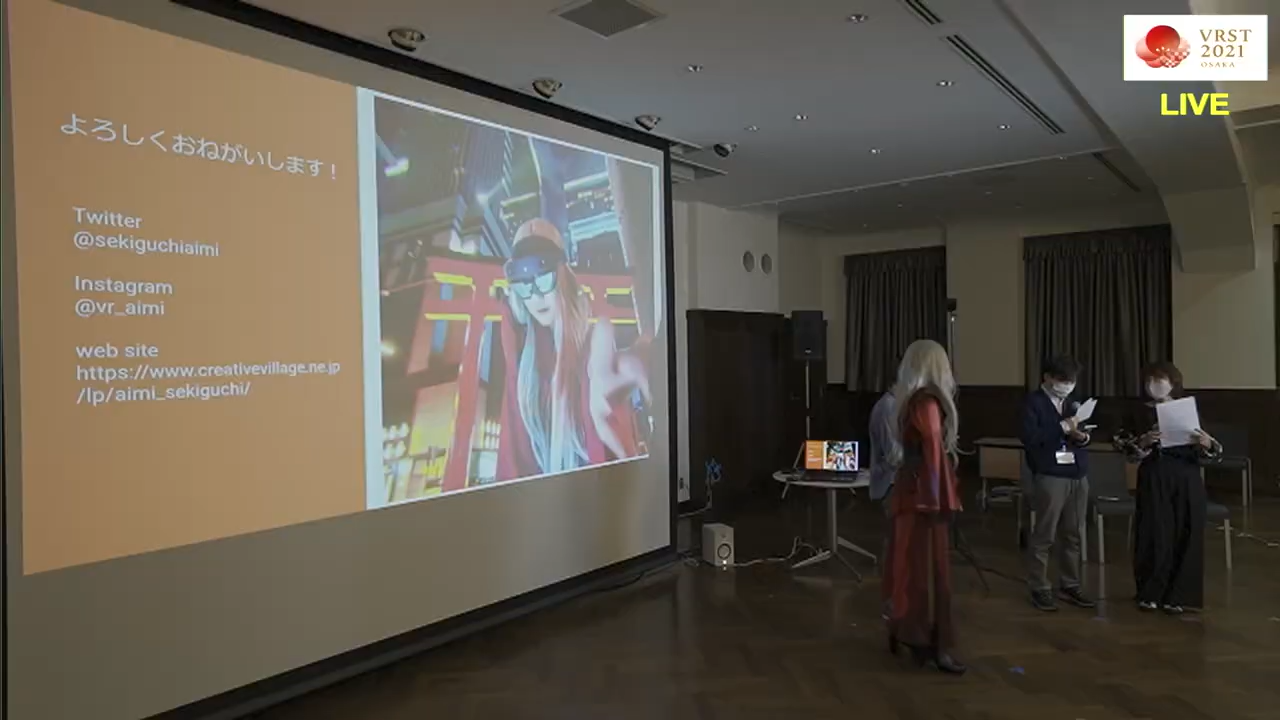 よろしくおねがいします！
Twitter
@sekiguchiaimi
Instagram
@vr_aimi
web site
https://www.creativevillage.ne.jp
/lp/aimi_sekiguchi/
VRST
2021
OSAKA
LIVE